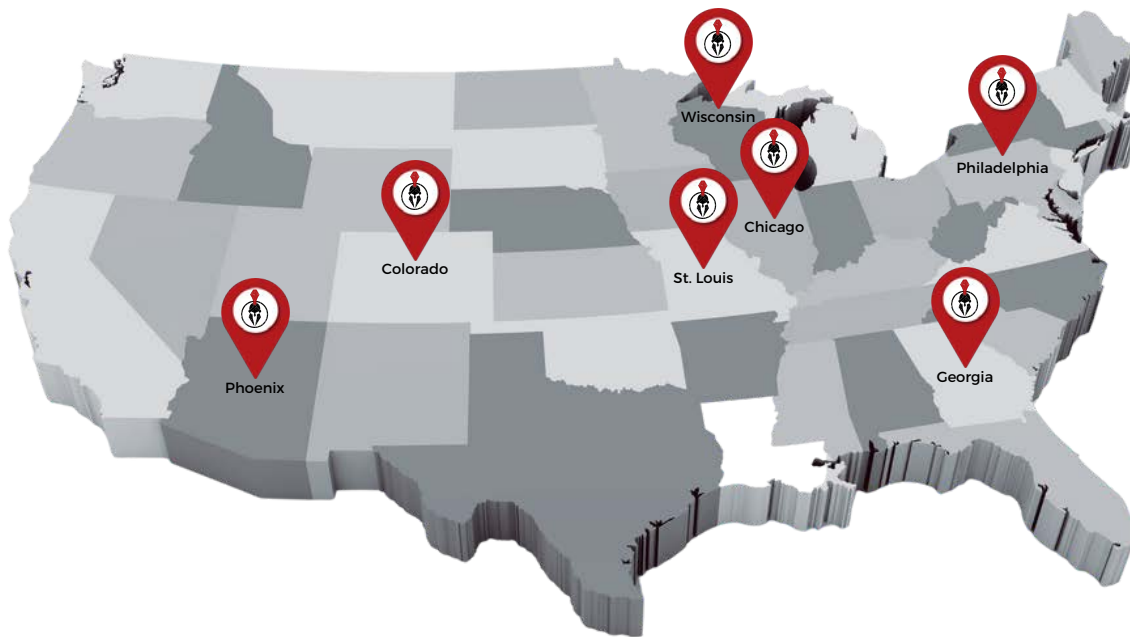 Wisconsin
Philadelphia
Chicago
Colorado
St. Louis
Georgia
Phoenix